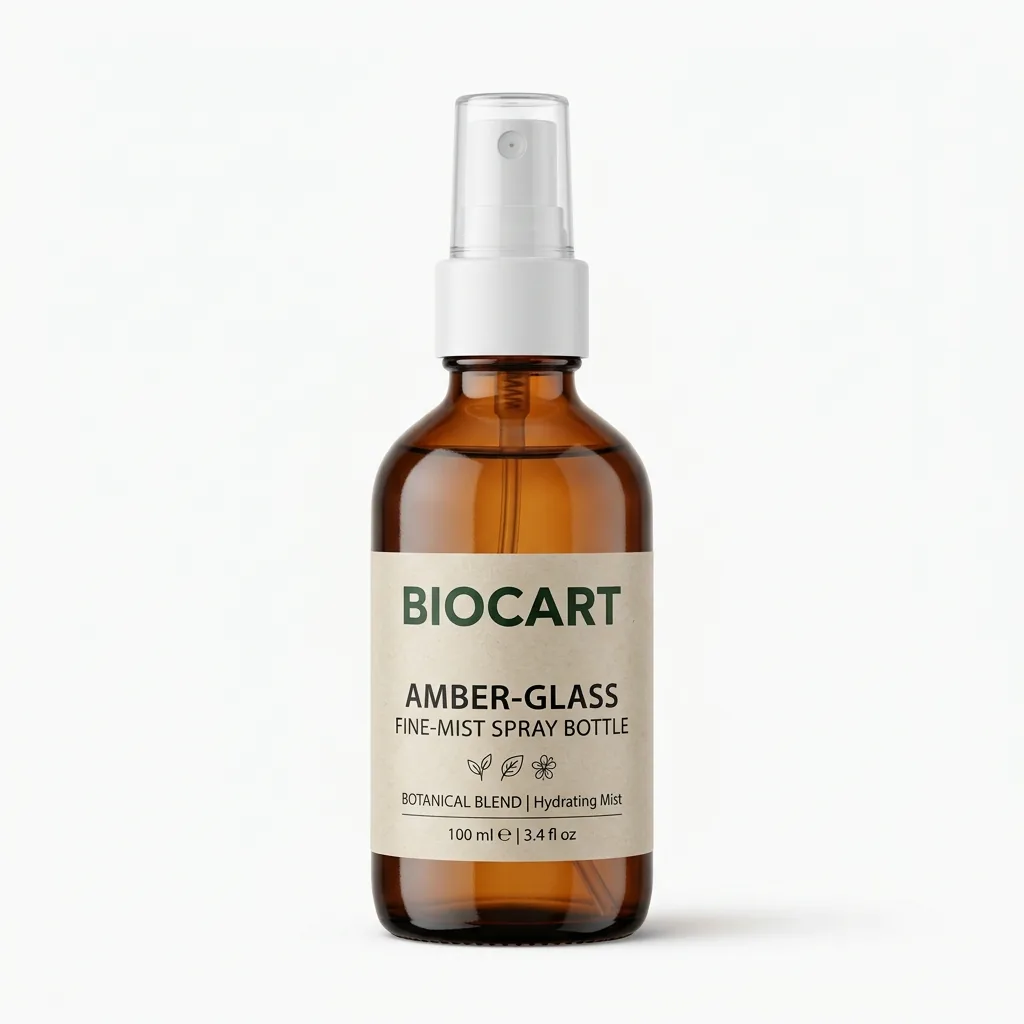 BIOCART
AMBER-GLASS
FINE-MIST SPRAY BOTTLE
BOTANICAL BLEND | Hydrating Mist
100 ml ℮ | 3.4 fl oz